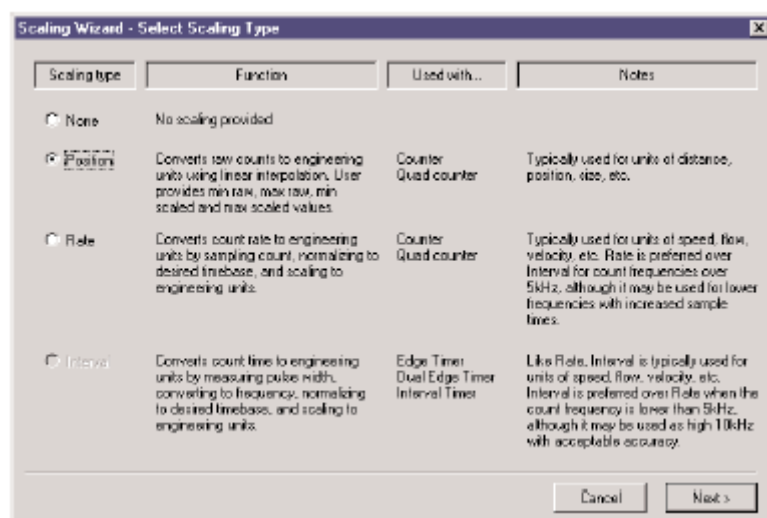 Scaling Wizard - Select Scaling Type
Scaling type Function Used with... Notes
None No scaling provided
Position Converts raw counts to engineering units using linear interpolation. User provides min raw, max raw, min scaled and max scaled values.
Counter
Quad counter
Typically used for units of distance, position, size, etc.
Rate Converts count rate to engineering units by sampling count, normalizing to desired timebase, and scaling to engineering units.
Counter
Quad counter
Typically used for units of speed, flow, velocity, etc. Rate is preferred over Interval for count frequencies over 5kHz, although it may be used for lower frequencies with increased sample times.
Interval Converts count time to engineering units by measuring pulse width, converting to frequency, normalizing to desired timebase, and scaling to engineering units.
Edge Timer
Dual Edge Timer
Interval Timer
Like Rate, Interval is typically used for units of speed, flow, velocity, etc. Interval is preferred over Rate when the count frequency is lower than 5kHz, although it may be used as high 10kHz with acceptable accuracy.
Cancel Next >